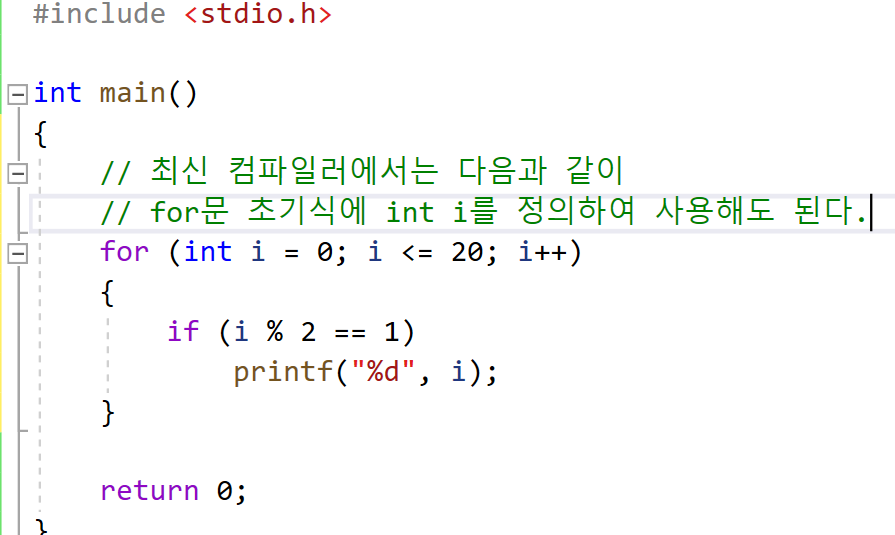 #include <stdio.h>
int main()
{
// 최신 컴파일러에서는 다음과 같이
// for문 초기식에 int i를 정의하여 사용해도 된다.
for (int i = 0; i <= 20; i++)
{
if (i % 2 == 1)
printf("%d", i);
}
return 0;
}